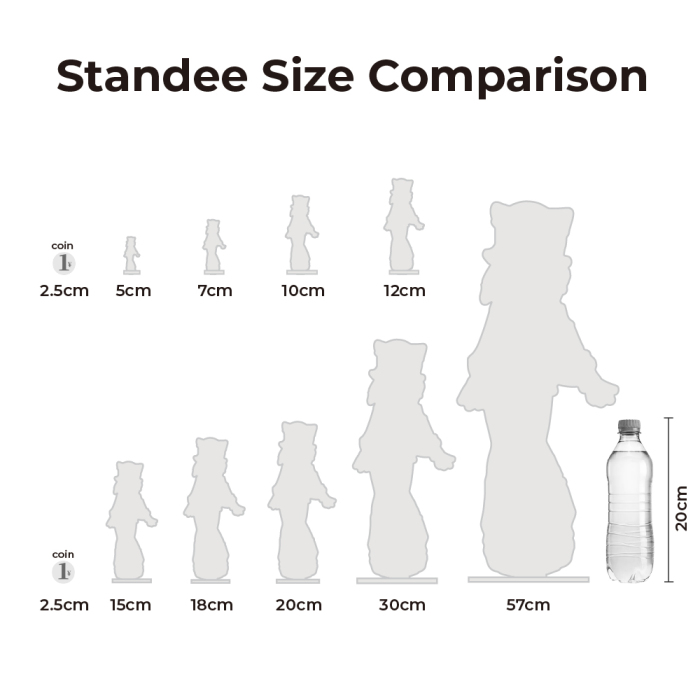 Standee Size Comparison
coin
1
2.5cm
5cm
7cm
10cm
12cm
coin
1
2.5cm
15cm
18cm
20cm
30cm
57cm
20cm